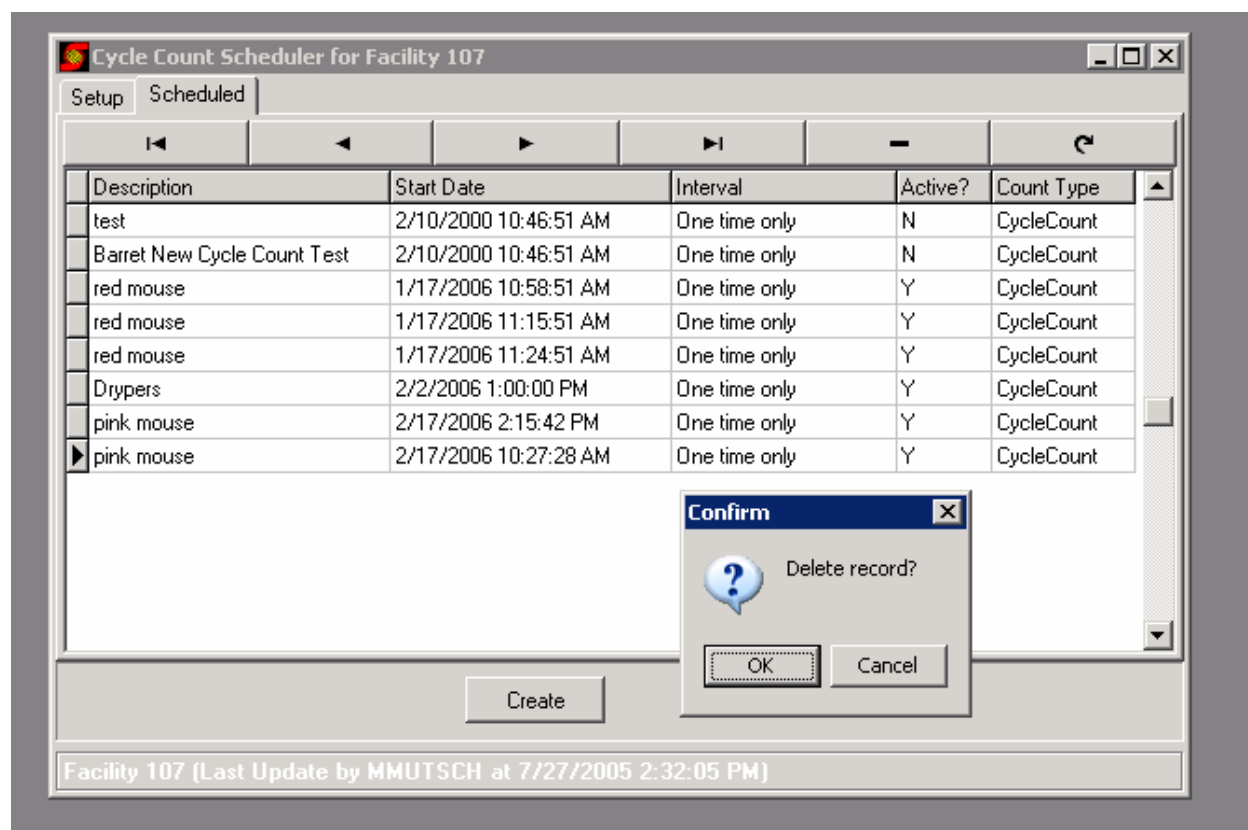 Cycle Count Scheduler for Facility 107
Setup Scheduled
Description Start Date Interval Active? Count Type
test 2/10/2000 10:46:51 AM One time only N CycleCount
Barret New Cycle Count Test 2/10/2000 10:46:51 AM One time only N CycleCount
red mouse 1/17/2006 10:58:51 AM One time only Y CycleCount
red mouse 1/17/2006 11:15:51 AM One time only Y CycleCount
red mouse 1/17/2006 11:24:51 AM One time only Y CycleCount
Drypers 2/2/2006 1:00:00 PM One time only Y CycleCount
pink mouse 2/17/2006 2:15:42 PM One time only Y CycleCount
pink mouse 2/17/2006 10:27:28 AM One time only Y CycleCount
Confirm
Delete record?
OK Cancel
Create
Facility 107 (Last Update by MMUTSCH at 7/27/2005 2:32:05 PM)